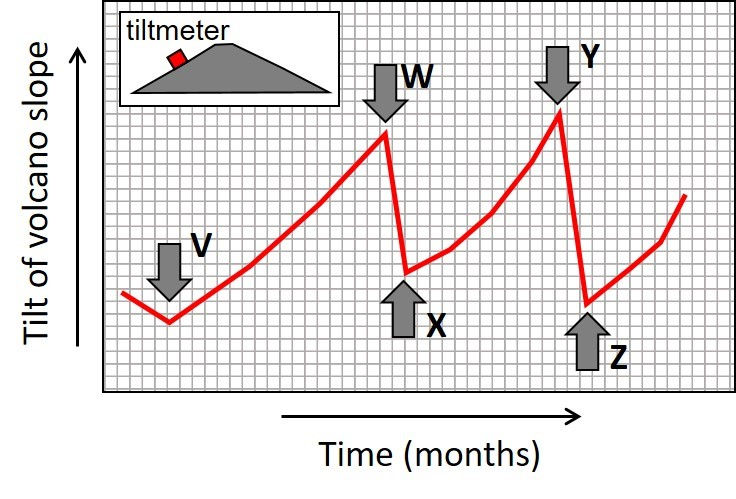 tiltmeter
Y
W
V
X
Z
Tilt of volcano slope
Time (months)